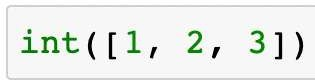 int([1, 2, 3])